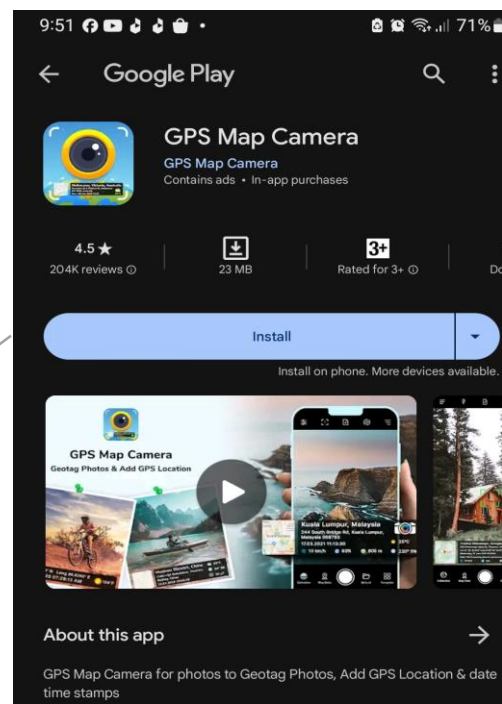 9:51 71%
Google Play
GPS Map Camera
GPS Map Camera
Contains ads • In-app purchases
4.5★
204K reviews
23 MB
3+
Rated for 3+
Do
Install
Install on phone. More devices available.
GPS Map Camera
Geotag Photos & Add GPS Location
Kuala Lumpur, Malaysia
About this app
GPS Map Camera for photos to Geotag Photos, Add GPS Location & date
time stamps